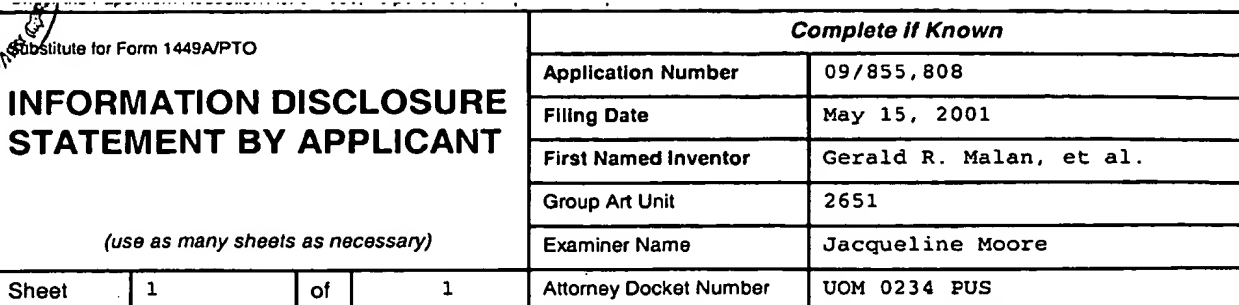 Substitute for Form 1449A/PTO
INFORMATION DISCLOSURE
STATEMENT BY APPLICANT
(use as many sheets as necessary)
Sheet 1 of 1
Complete if Known
Application Number 09/855,808
Filing Date May 15, 2001
First Named Inventor Gerald R. Malan, et al.
Group Art Unit 2651
Examiner Name Jacqueline Moore
Attorney Docket Number UOM 0234 PUS